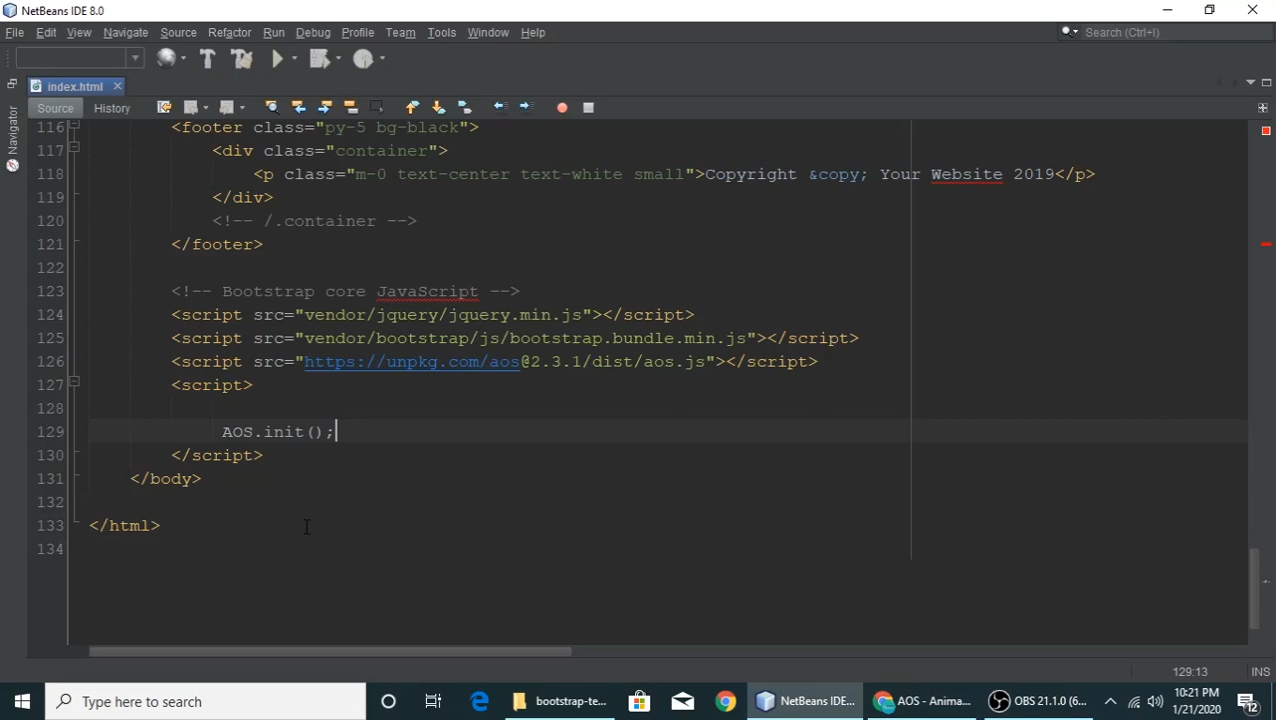 NetBeans IDE 8.0
File Edit View Navigate Source Refactor Run Debug Profile Team Tools Window Help
Search (Ctrl+I)
index.html
Source History
Navigator
116 <footer class="py-5 bg-black">
117 <div class="container">
118 <p class="m-0 text-center text-white small">Copyright &copy; Your Website 2019</p>
119 </div>
120 <!-- /.container -->
121 </footer>
122
123 <!-- Bootstrap core JavaScript -->
124 <script src="vendor/jquery/jquery.min.js"></script>
125 <script src="vendor/bootstrap/js/bootstrap.bundle.min.js"></script>
126 <script src="https://unpkg.com/aos@2.3.1/dist/aos.js"></script>
127 <script>
128
129 AOS.init();
130 </script>
131 </body>
132
133 </html>
134
129:13 INS
Type here to search
bootstrap-te...
NetBeans IDE...
AOS - Anima...
OBS 21.1.0 (6...
10:21 PM
1/21/2020
12